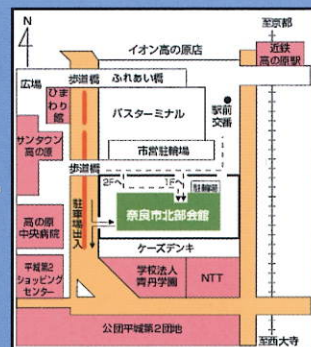 N
至京都
イオン高の原店
近鉄
高の原駅
歩道橋
ふれあい橋
広場
ひま
わり
館
バスターミナル
駅前
交番
サンタウン
高の原
市営駐輪場
歩道橋
2F
1F
駐輪場
奈良市北部会館
駐車場出入
高の原
中央病院
ケーズデンキ
平城第2
ショッピング
センター
学校法人
青丹学園
NTT
公団平城第2団地
至西大寺